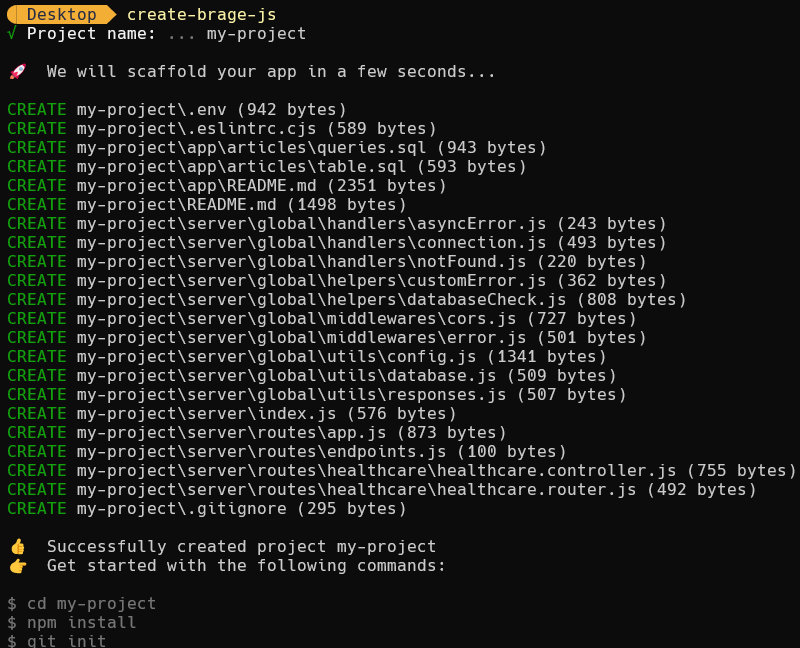 Desktop create-brage-js
√ Project name: ... my-project
🚀 We will scaffold your app in a few seconds...
CREATE my-project\.env (942 bytes)
CREATE my-project\.eslintrc.cjs (589 bytes)
CREATE my-project\app\articles\queries.sql (943 bytes)
CREATE my-project\app\articles\table.sql (593 bytes)
CREATE my-project\app\README.md (2351 bytes)
CREATE my-project\README.md (1498 bytes)
CREATE my-project\server\global\handlers\asyncError.js (243 bytes)
CREATE my-project\server\global\handlers\connection.js (493 bytes)
CREATE my-project\server\global\handlers\notFound.js (220 bytes)
CREATE my-project\server\global\helpers\customError.js (362 bytes)
CREATE my-project\server\global\helpers\databaseCheck.js (808 bytes)
CREATE my-project\server\global\middlewares\cors.js (727 bytes)
CREATE my-project\server\global\middlewares\error.js (501 bytes)
CREATE my-project\server\global\utils\config.js (1341 bytes)
CREATE my-project\server\global\utils\database.js (509 bytes)
CREATE my-project\server\global\utils\responses.js (507 bytes)
CREATE my-project\server\index.js (576 bytes)
CREATE my-project\server\routes\app.js (873 bytes)
CREATE my-project\server\routes\endpoints.js (100 bytes)
CREATE my-project\server\routes\healthcare\healthcare.controller.js (755 bytes)
CREATE my-project\server\routes\healthcare\healthcare.router.js (492 bytes)
CREATE my-project\.gitignore (295 bytes)
👍 Successfully created project my-project
👉 Get started with the following commands:
$ cd my-project
$ npm install
$ git init